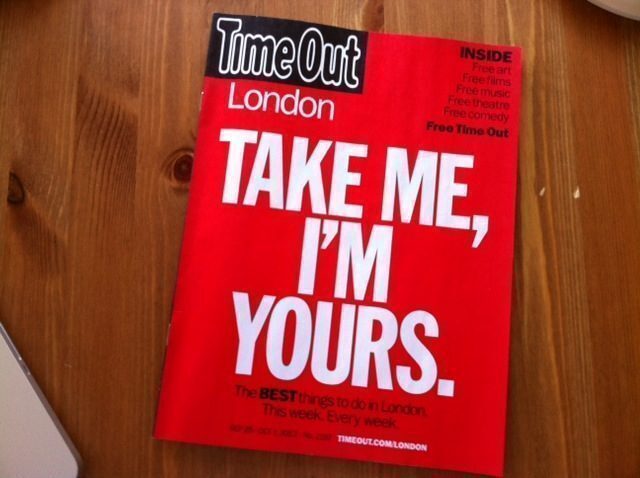 Time Out
London
INSIDE
Free art
Free films
Free music
Free theatre
Free comedy
Free Time Out
TAKE ME,
I'M
YOURS.
The BEST things to do in London.
This week. Every week.
TIMEOUT.COM/LONDON